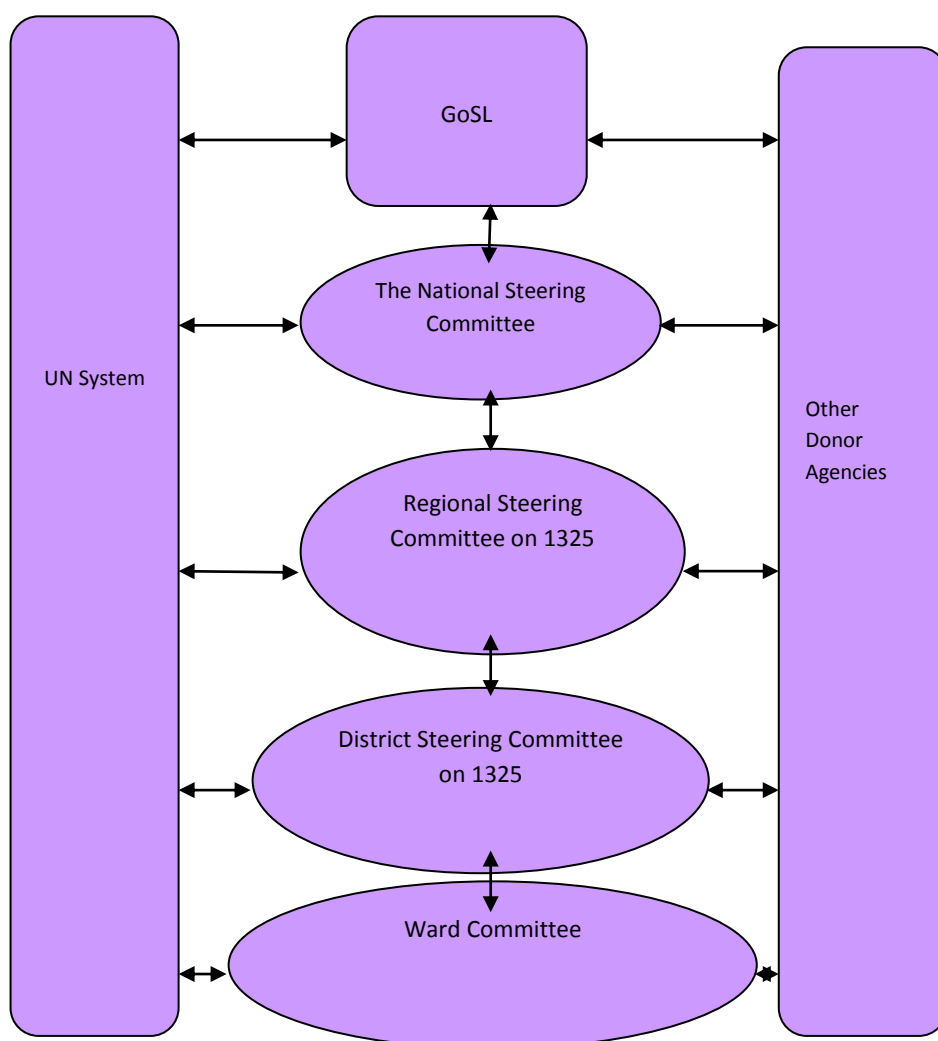 GoSL
The National Steering
Committee
UN System
Other
Donor
Agencies
Regional Steering
Committee on 1325
District Steering Committee
on 1325
Ward Committee